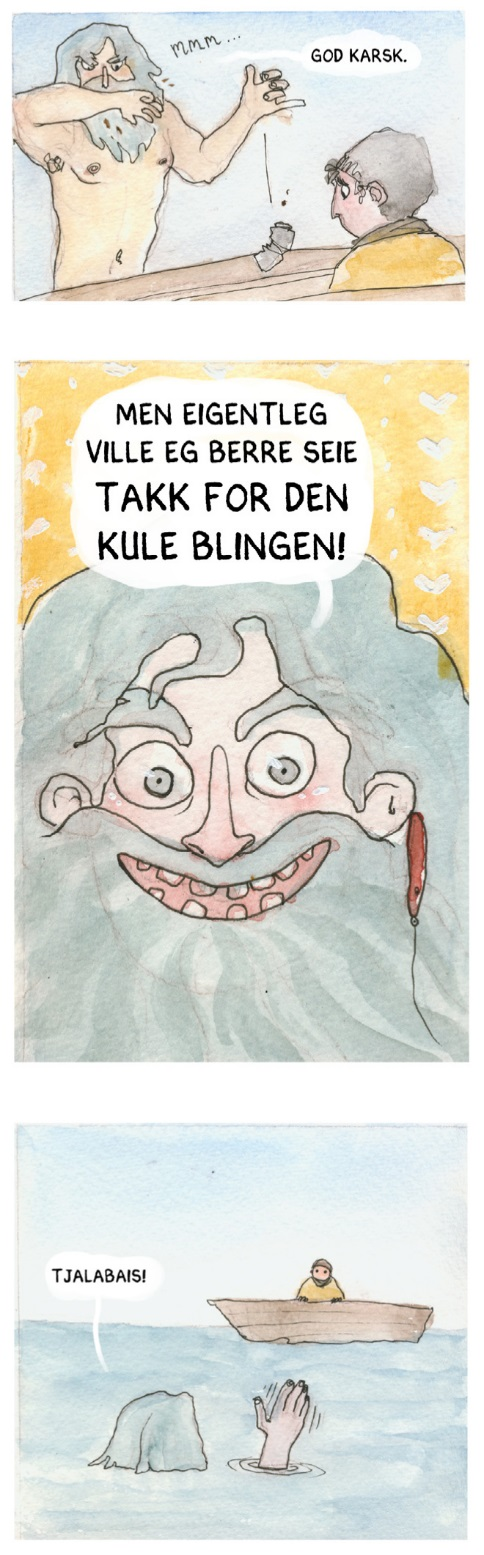 mmm...
GOD KARSK.
MEN EIGENTLEG
VILLE EG BERRE SEIE
TAKK FOR DEN
KULE BLINGEN!
TJALABAIS!